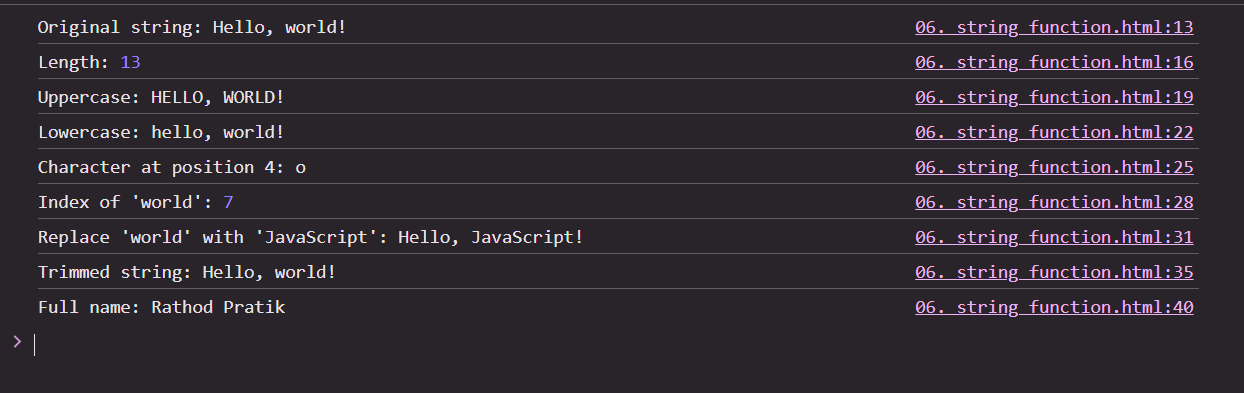 Original string: Hello, world! 06. string function.html:13
Length: 13 06. string function.html:16
Uppercase: HELLO, WORLD! 06. string function.html:19
Lowercase: hello, world! 06. string function.html:22
Character at position 4: o 06. string function.html:25
Index of 'world': 7 06. string function.html:28
Replace 'world' with 'JavaScript': Hello, JavaScript! 06. string function.html:31
Trimmed string: Hello, world! 06. string function.html:35
Full name: Rathod Pratik 06. string function.html:40
>